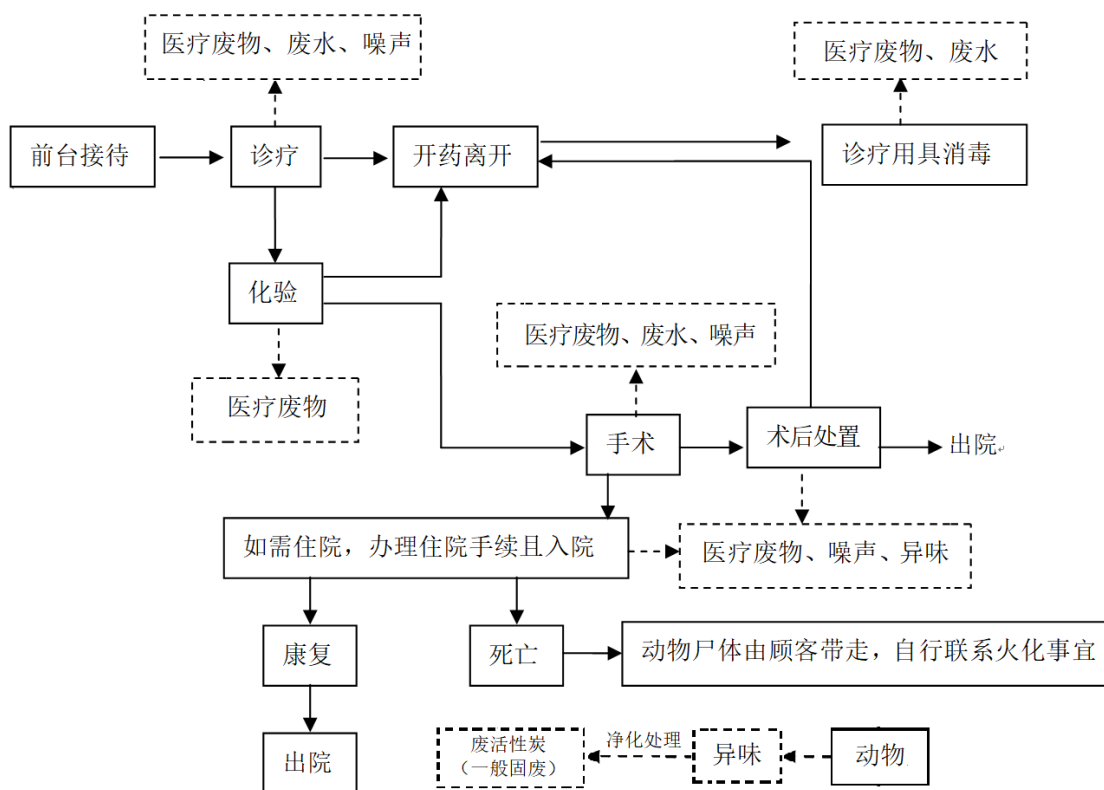 医疗废物、废水、噪声
医疗废物、废水
前台接待
诊疗
开药离开
诊疗用具消毒
化验
医疗废物、废水、噪声
医疗废物
手术
术后处置
出院
如需住院，办理住院手续且入院
医疗废物、噪声、异味
康复
死亡
动物尸体由顾客带走，自行联系火化事宜
出院
废活性炭
（一般固废）
净化处理
异味
动物